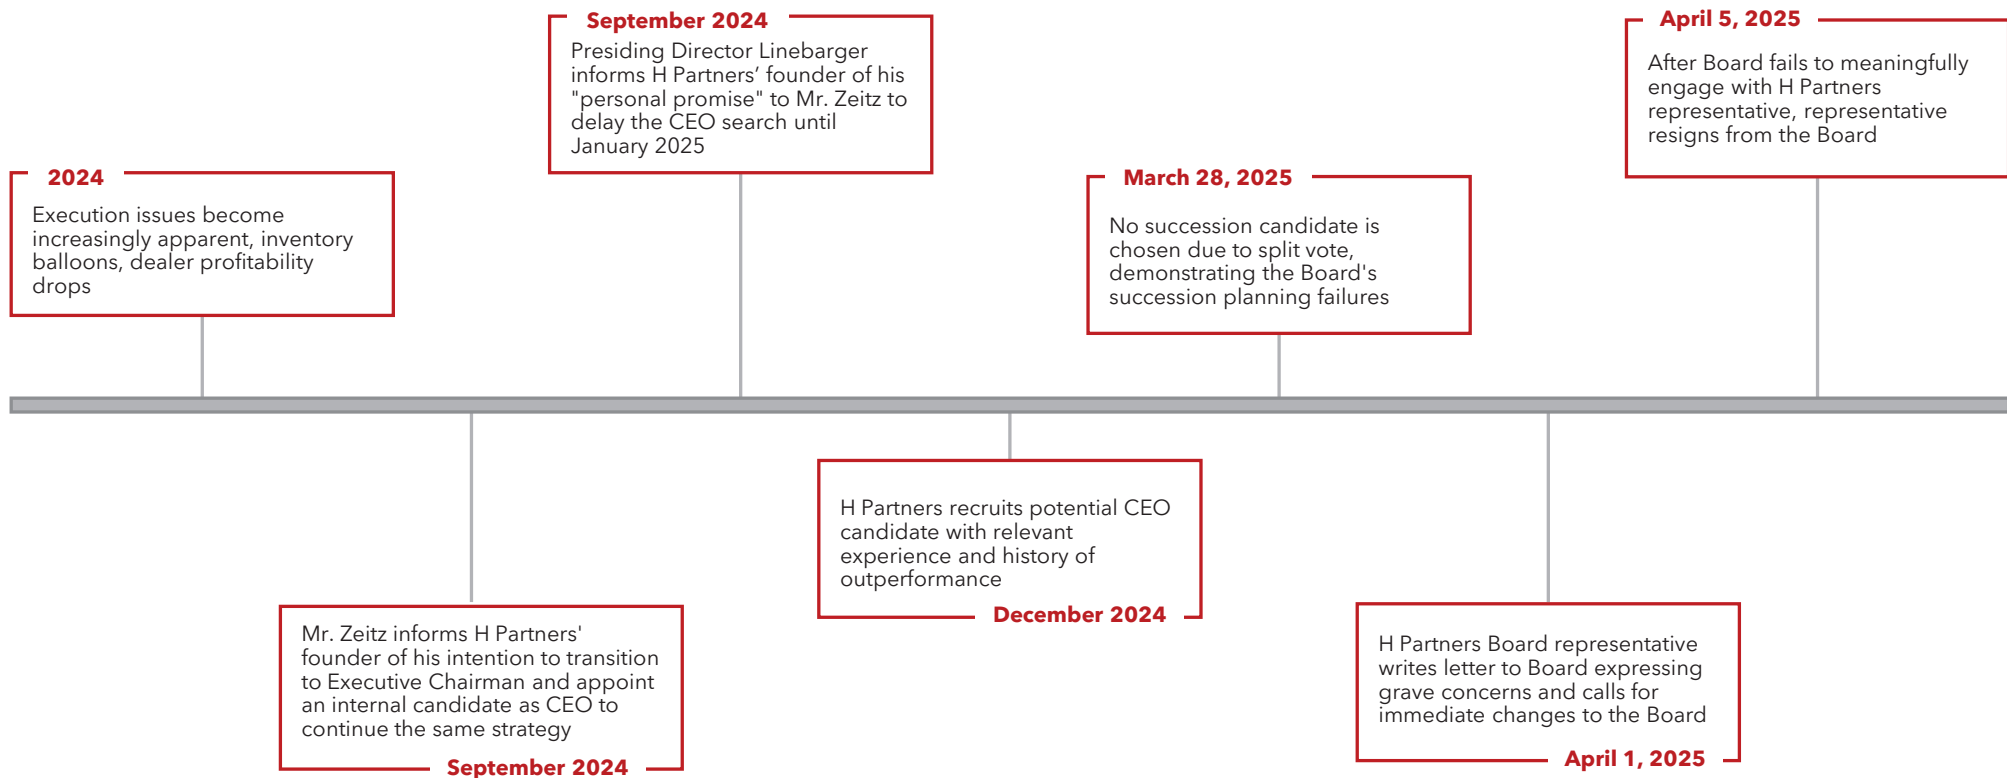 2024
Execution issues become
increasingly apparent, inventory
balloons, dealer profitability
drops
Mr. Zeitz informs H Partners'
founder of his intention to transition
to Executive Chairman and appoint
an internal candidate as CEO to
continue the same strategy
September 2024
September 2024
Presiding Director Linebarger
informs H Partners’ founder of his
"personal promise" to Mr. Zeitz to
delay the CEO search until
January 2025
H Partners recruits potential CEO
candidate with relevant
experience and history of
outperformance
December 2024
March 28, 2025
No succession candidate is
chosen due to split vote,
demonstrating the Board's
succession planning failures
H Partners Board representative
writes letter to Board expressing
grave concerns and calls for
immediate changes to the Board
April 1, 2025
April 5, 2025
After Board fails to meaningfully
engage with H Partners
representative, representative
resigns from the Board